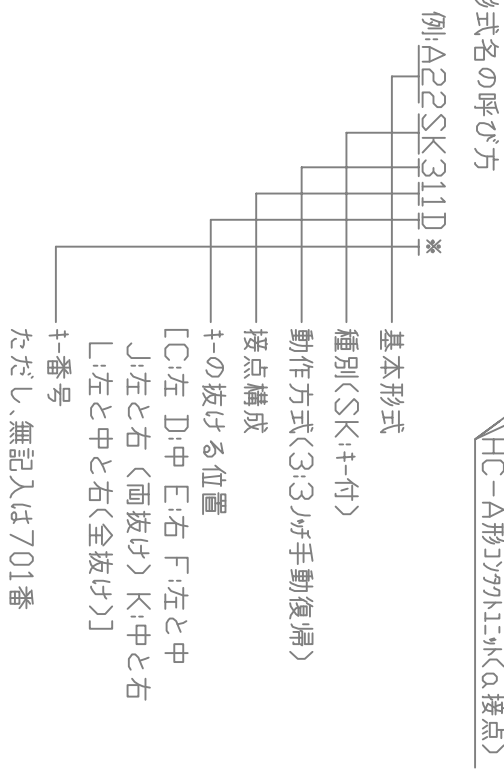 形式名の呼び方
例:A22SK311D※
基本形式
種別(SK:キー付)
動作方式(3:3ノッチ手動復帰)
接点構成
キーの抜ける位置
[C:左 D:中 E:右 F:左と中
J:左と右(両抜け) K:中と右
L:左と中と右(全抜け)]
キー番号
ただし、無記入は701番
HC-A形コンタクトユニット(a接点)